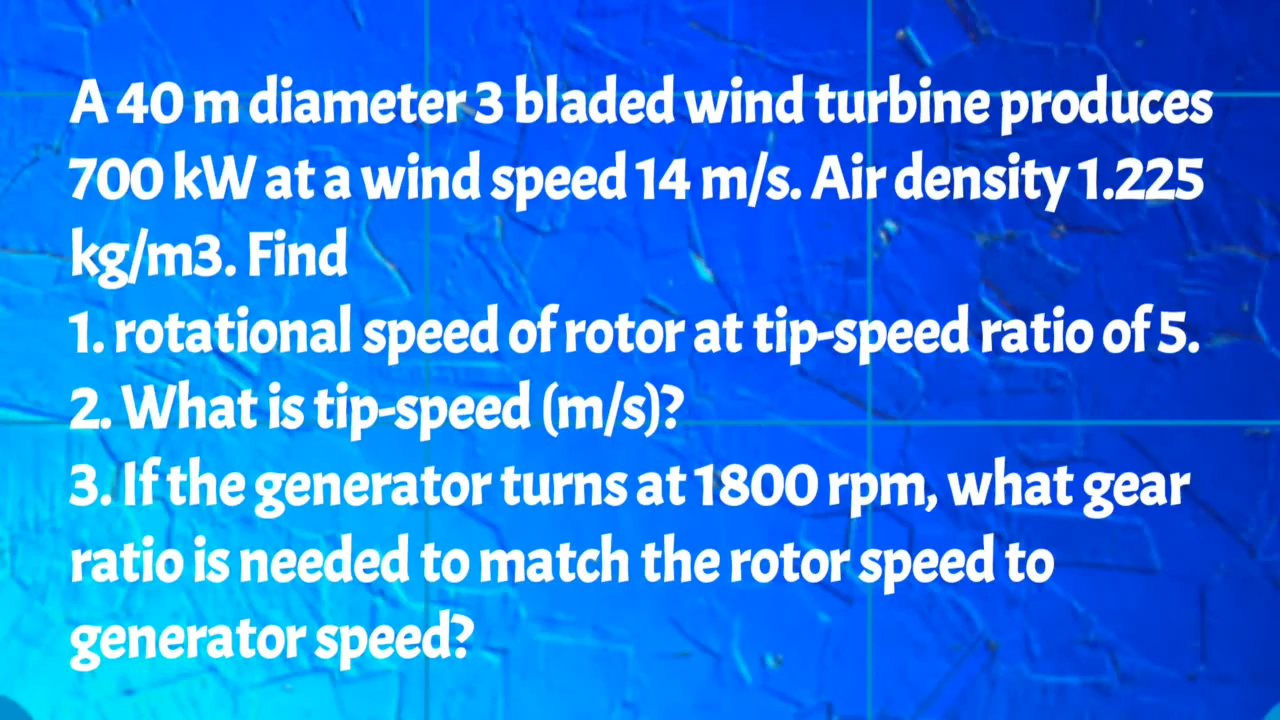 A 40 m diameter 3 bladed wind turbine produces
700 kW at a wind speed 14 m/s. Air density 1.225
kg/m3. Find
1. rotational speed of rotor at tip-speed ratio of 5.
2. What is tip-speed (m/s)?
3. If the generator turns at 1800 rpm, what gear
ratio is needed to match the rotor speed to
generator speed?